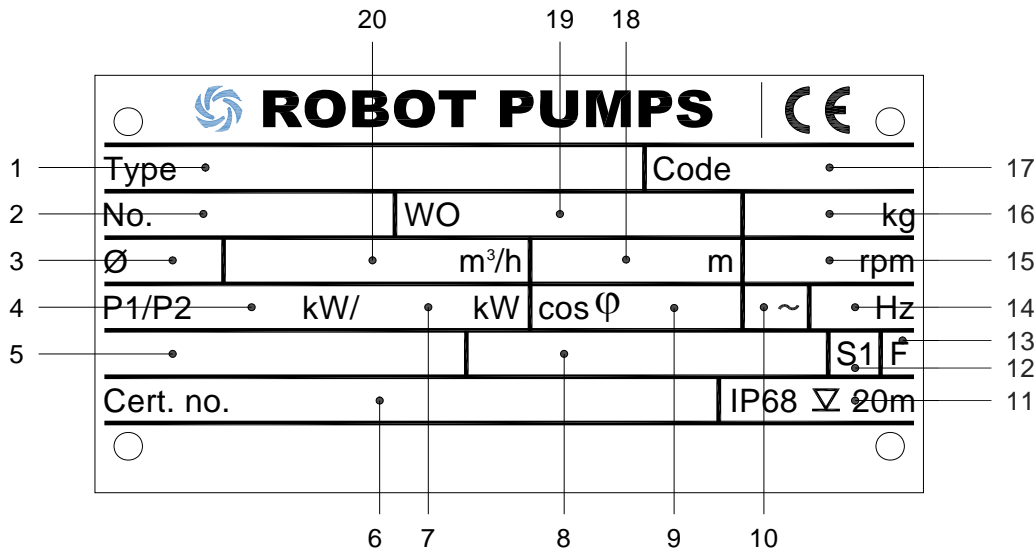 20 19 18
ROBOT PUMPS CE
1 Type Code 17
2 No. WO kg 16
3 Ø m³/h m rpm 15
4 P1/P2 kW/ kW cos φ ~ Hz 14
13
5 S1 F 12
Cert. no. IP68 20m 11
6 7 8 9 10